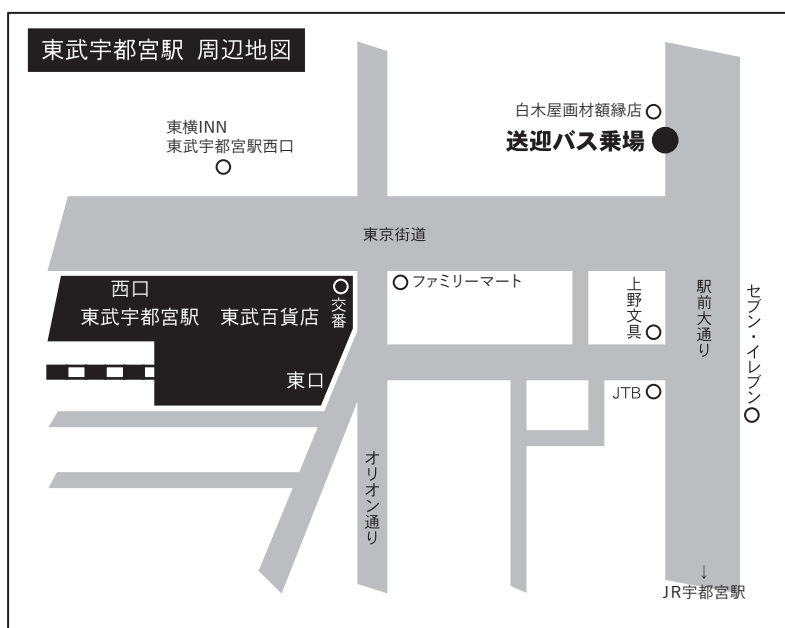 東武宇都宮駅 周辺地図
白木屋画材額縁店
送迎バス乗場
東横INN
東武宇都宮駅西口
東京街道
西口
東武宇都宮駅 東武百貨店
交番
ファミリーマート
上野文具
駅前大通り
セブン・イレブン
東口
JTB
オリオン通り
↓
JR宇都宮駅